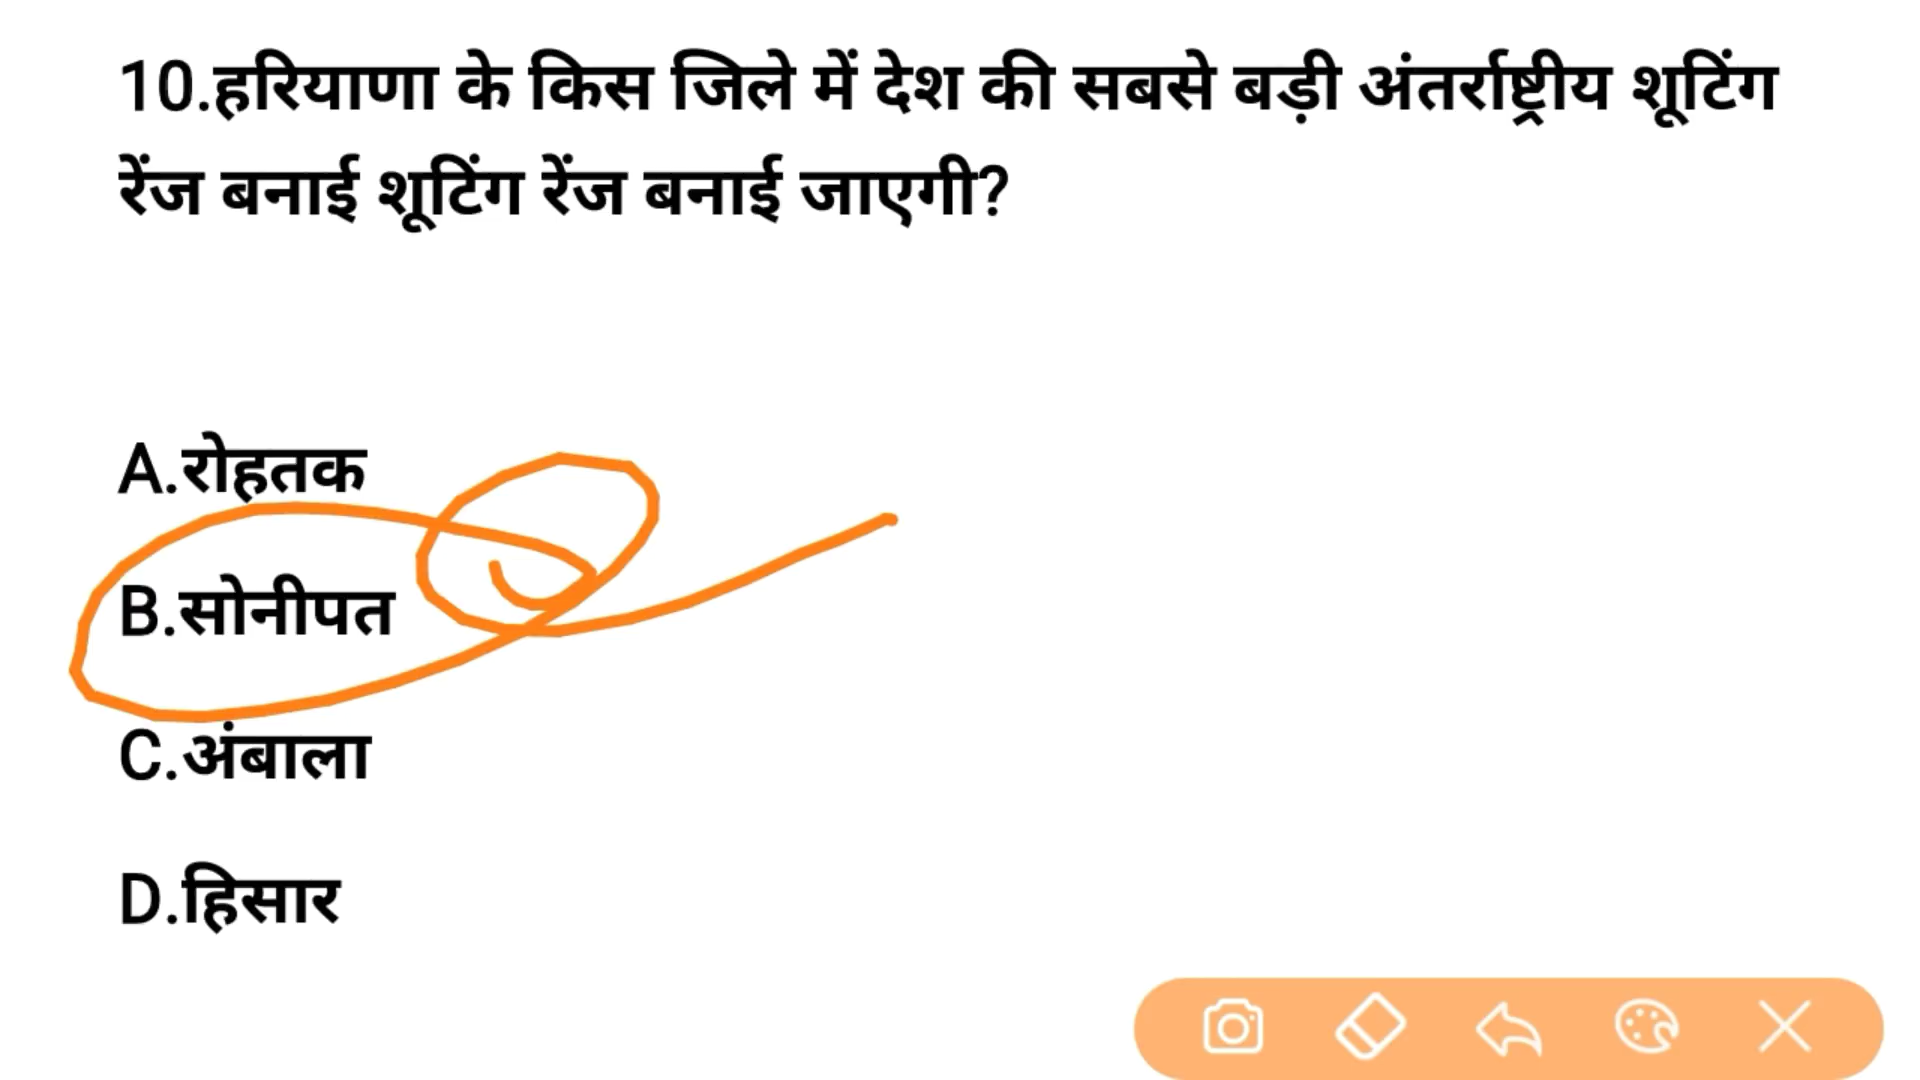 10.हरियाणा के किस जिले में देश की सबसे बड़ी अंतर्राष्ट्रीय शूटिंग
रेंज बनाई शूटिंग रेंज बनाई जाएगी?
A.रोहतक
B.सोनीपत
C.अंबाला
D.हिसार